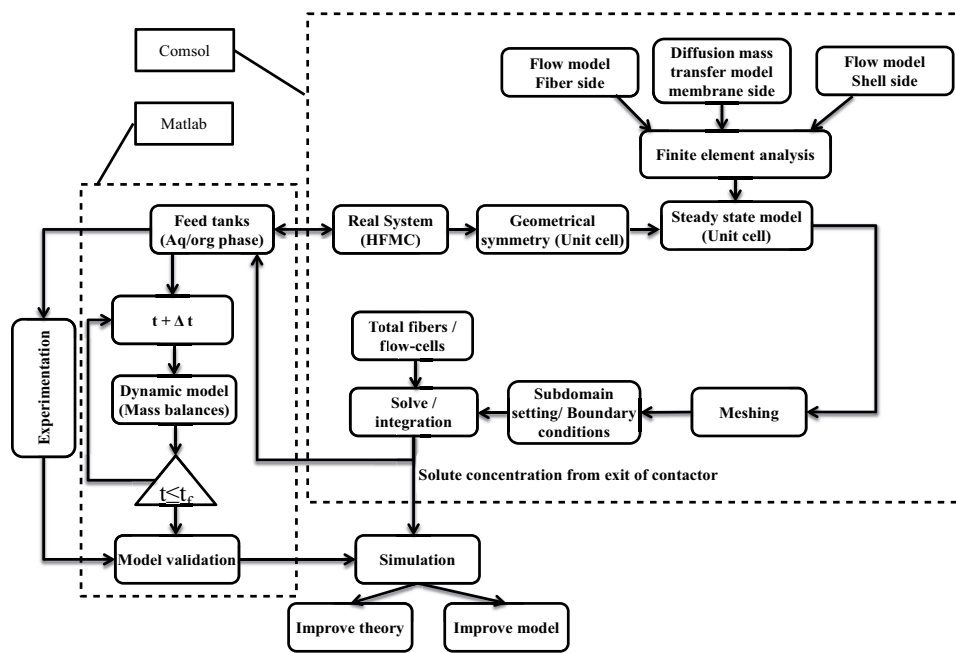 Comsol
Matlab
Flow model
Fiber side
Diffusion mass
transfer model
membrane side
Flow model
Shell side
Finite element analysis
Feed tanks
(Aq/org phase)
Real System
(HFMC)
Geometrical
symmetry (Unit cell)
Steady state model
(Unit cell)
t + Δ t
Experimentation
Dynamic model
(Mass balances)
t≤tf
Total fibers /
flow-cells
Solve /
integration
Subdomain
setting/ Boundary
conditions
Meshing
Solute concentration from exit of contactor
Model validation
Simulation
Improve theory
Improve model